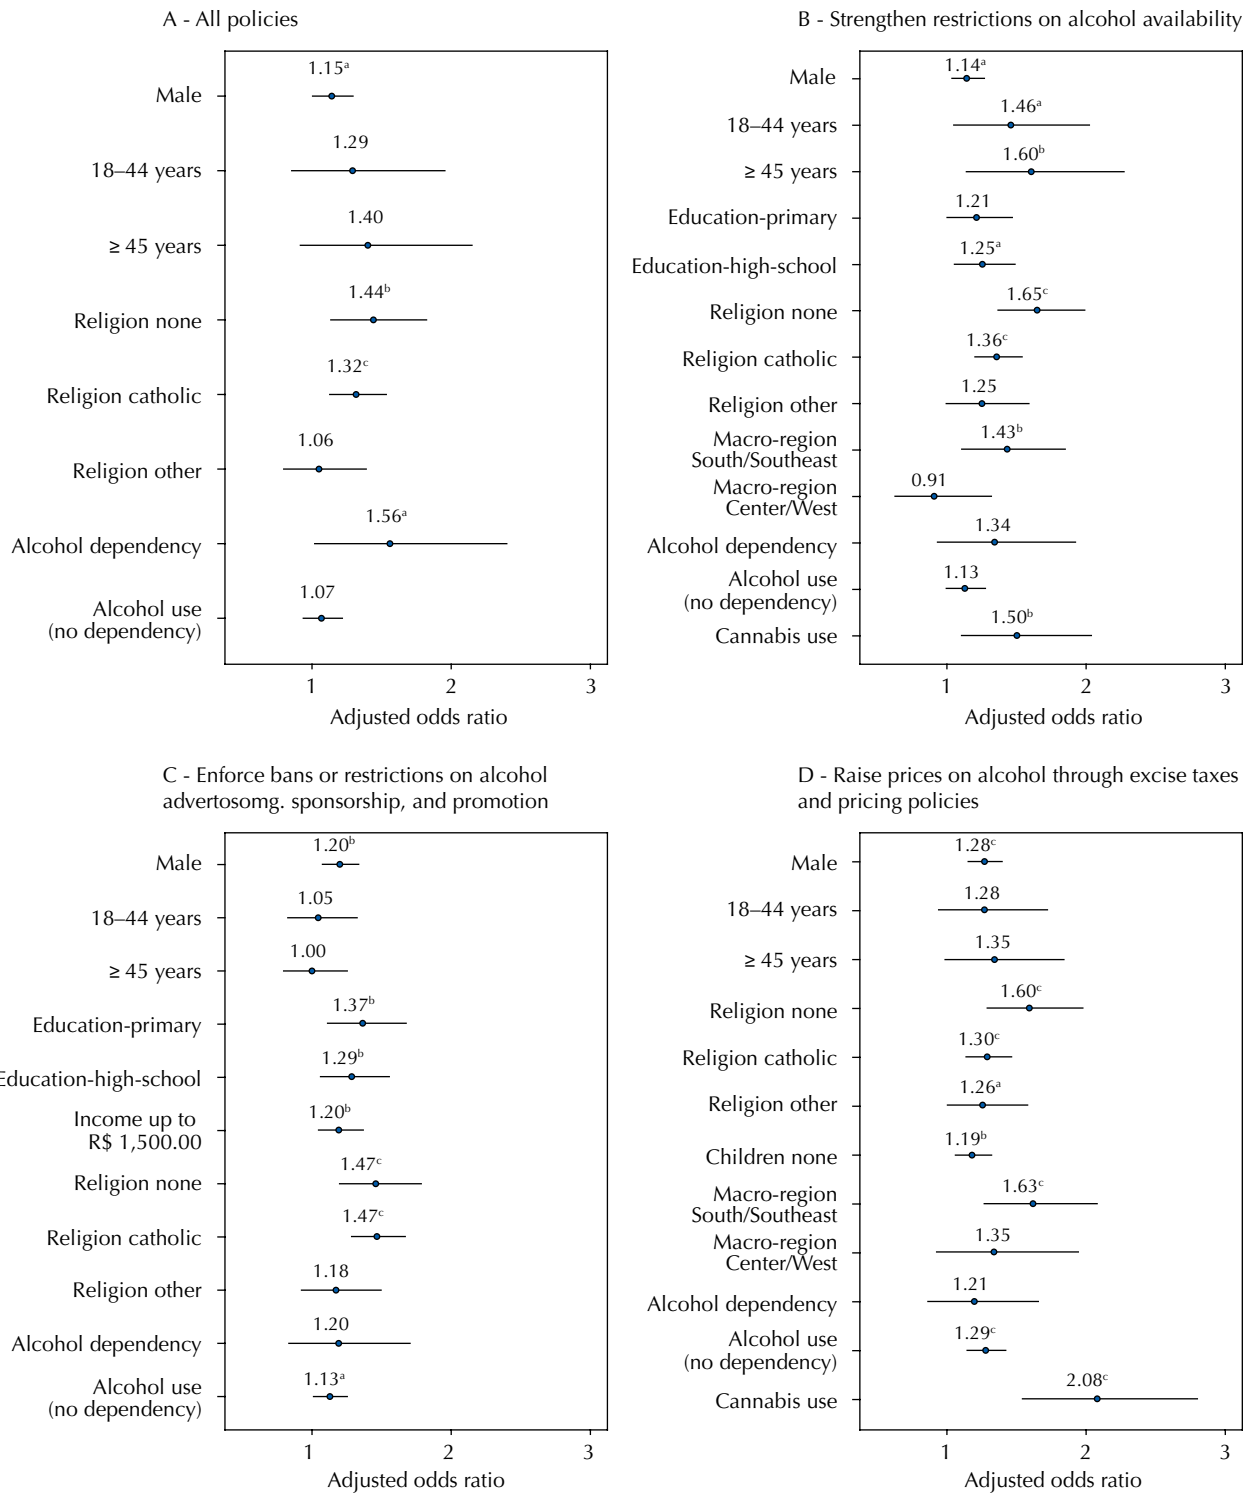 A - All policies
Male
1.15ᵃ
18–44 years
1.29
≥ 45 years
1.40
Religion none
1.44ᵇ
Religion catholic
1.32ᶜ
Religion other
1.06
Alcohol dependency
1.56ᵃ
Alcohol use
(no dependency)
1.07
1 2 3
Adjusted odds ratio
B - Strengthen restrictions on alcohol availability
Male
1.14ᵃ
18–44 years
1.46ᵃ
≥ 45 years
1.60ᵇ
Education-primary
1.21
Education-high-school
1.25ᵃ
Religion none
1.65ᶜ
Religion catholic
1.36ᶜ
Religion other
1.25
Macro-region
South/Southeast
1.43ᵇ
Macro-region
Center/West
0.91
Alcohol dependency
1.34
Alcohol use
(no dependency)
1.13
Cannabis use
1.50ᵇ
1 2 3
Adjusted odds ratio
C - Enforce bans or restrictions on alcohol
advertosomg. sponsorship, and promotion
Male
1.20ᵇ
18–44 years
1.05
≥ 45 years
1.00
Education-primary
1.37ᵇ
Education-high-school
1.29ᵇ
Income up to
R$ 1,500.00
1.20ᵇ
Religion none
1.47ᶜ
Religion catholic
1.47ᶜ
Religion other
1.18
Alcohol dependency
1.20
Alcohol use
(no dependency)
1.13ᵃ
1 2 3
Adjusted odds ratio
D - Raise prices on alcohol through excise taxes
and pricing policies
Male
1.28ᶜ
18–44 years
1.28
≥ 45 years
1.35
Religion none
1.60ᶜ
Religion catholic
1.30ᶜ
Religion other
1.26ᵃ
Children none
1.19ᵇ
Macro-region
South/Southeast
1.63ᶜ
Macro-region
Center/West
1.35
Alcohol dependency
1.21
Alcohol use
(no dependency)
1.29ᶜ
Cannabis use
2.08ᶜ
1 2 3
Adjusted odds ratio